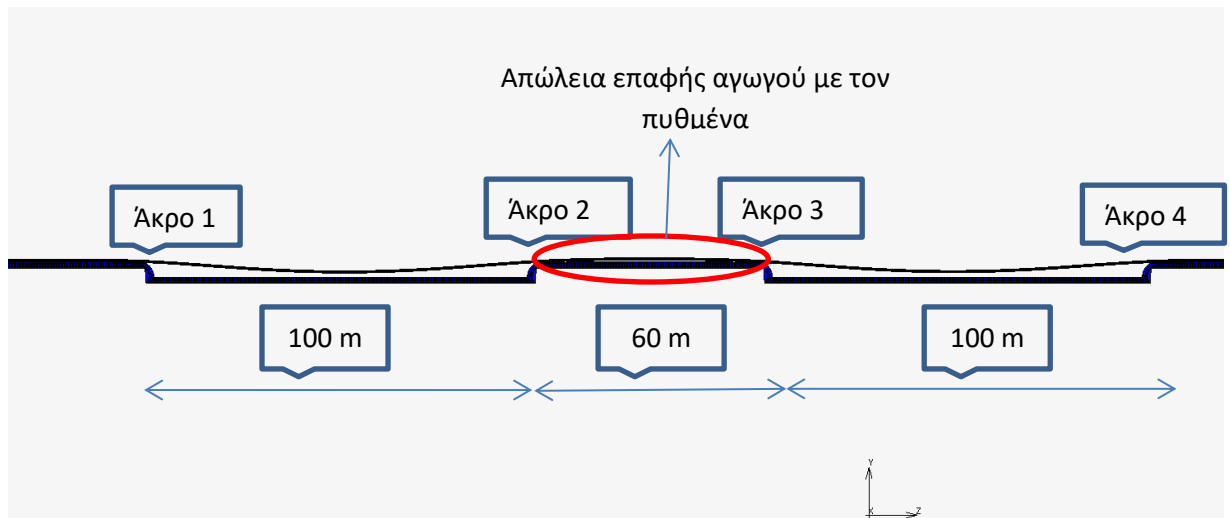 Απώλεια επαφής αγωγού με τον
πυθμένα
Άκρο 1
Άκρο 2
Άκρο 3
Άκρο 4
100 m
60 m
100 m
Y
X
Z